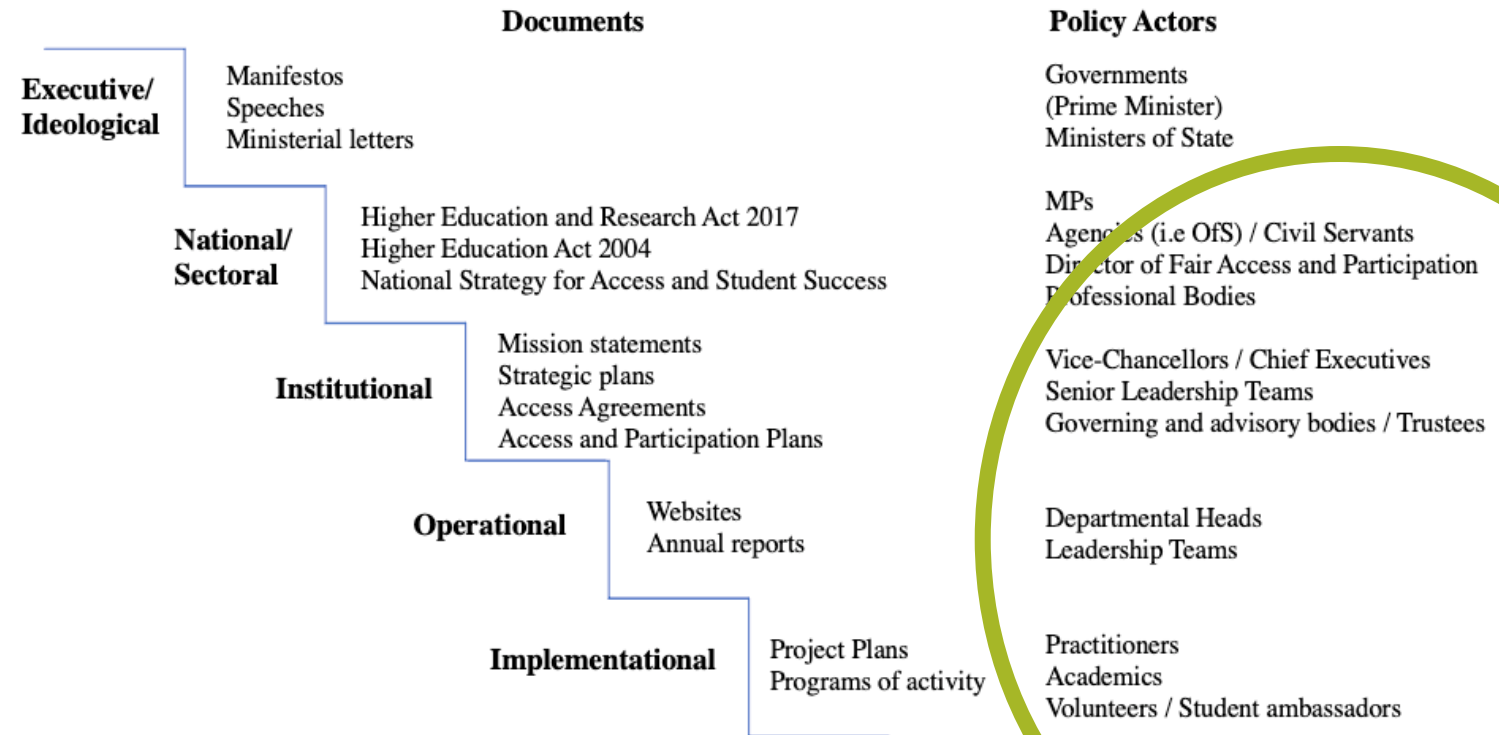 Documents
Policy Actors
Executive/
Ideological
Manifestos
Speeches
Ministerial letters
Governments
(Prime Minister)
Ministers of State
National/
Sectoral
Higher Education and Research Act 2017
Higher Education Act 2004
National Strategy for Access and Student Success
MPs
Agencies (i.e OfS) / Civil Servants
Director of Fair Access and Participation
Professional Bodies
Institutional
Mission statements
Strategic plans
Access Agreements
Access and Participation Plans
Vice-Chancellors / Chief Executives
Senior Leadership Teams
Governing and advisory bodies / Trustees
Operational
Websites
Annual reports
Departmental Heads
Leadership Teams
Implementational
Project Plans
Programs of activity
Practitioners
Academics
Volunteers / Student ambassadors